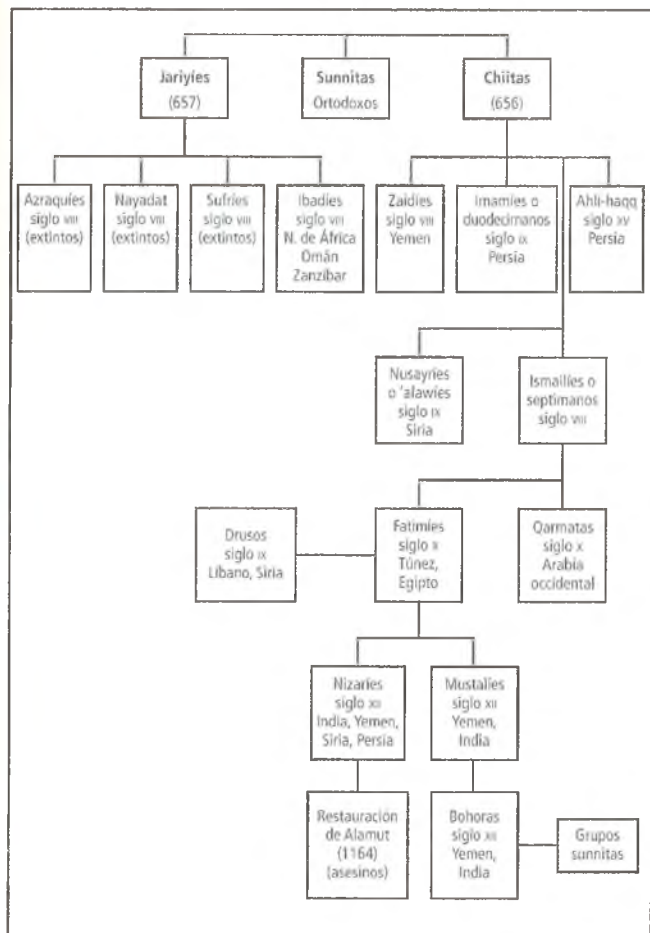 Jariyíes
(657)
Sunnitas
Ortodoxos
Chiitas
(656)
Azraquíes
siglo VIII
(extintos)
Nayadat
siglo VIII
(extintos)
Sufríes
siglo VIII
(extintos)
Ibadíes
siglo VIII
N. de África
Omán
Zanzíbar
Zaidíes
siglo VIII
Yemen
Imamíes o
duodecimanos
siglo IX
Persia
Ahli-haqq
siglo XV
Persia
Nusayríes
o 'alawíes
siglo IX
Siria
Ismailíes o
septimanos
siglo VIII
Drusos
siglo IX
Líbano, Siria
Fatimíes
siglo
Túnez,
Egipto
Qarmatas
siglo X
Arabia
occidental
Nizaríes
siglo XII
India, Yemen,
Siria, Persia
Mustalíes
siglo XII
Yemen,
India
Restauración
de Alamut
(1164)
(asesinos)
Bohoras
siglo XII
Yemen,
India
Grupos
sunnitas